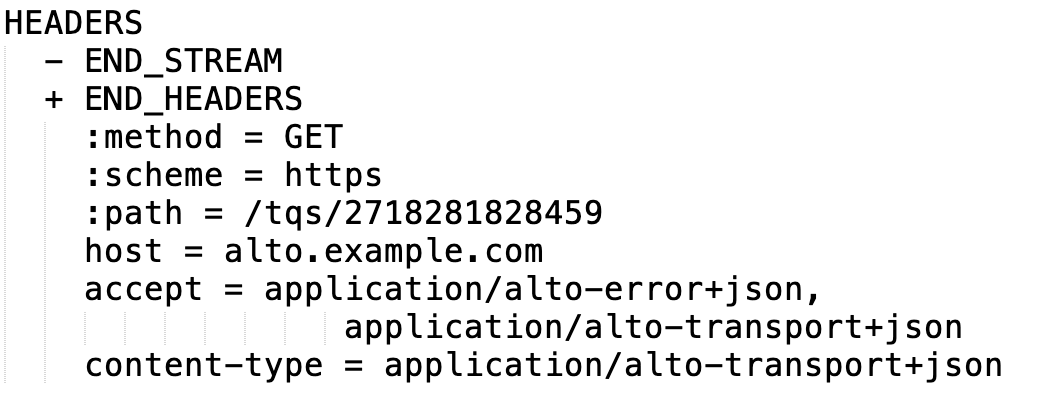 HEADERS
  - END_STREAM
  + END_HEADERS
    :method = GET
    :scheme = https
    :path = /tqs/2718281828459
    host = alto.example.com
    accept = application/alto-error+json,
                 application/alto-transport+json
    content-type = application/alto-transport+json